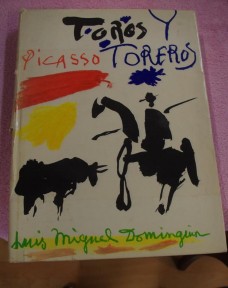 Toros Y
PICASSO TOREROS
Luis Miguel Dominguin